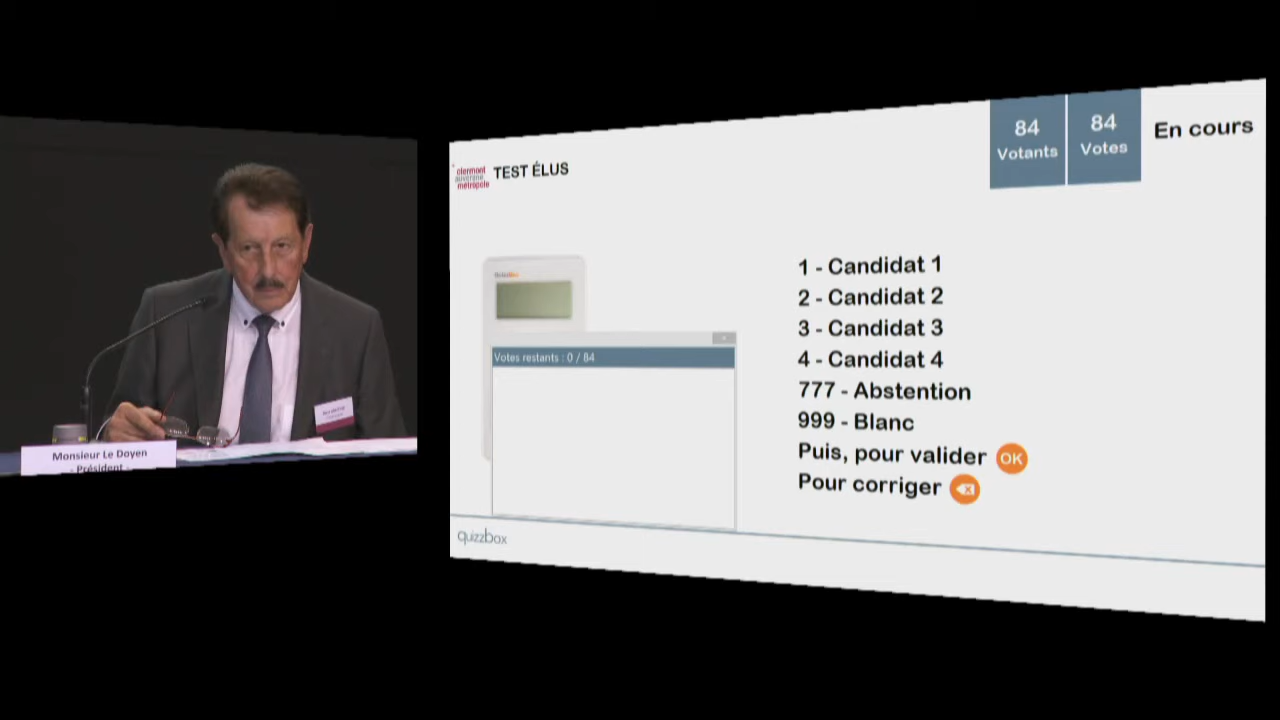 Monsieur Le Doyen
- Président -
clermont
auvergne
métropole
TEST ÉLUS
84
Votants
84
Votes
En cours
Votes restants : 0 / 84
1 - Candidat 1
2 - Candidat 2
3 - Candidat 3
4 - Candidat 4
777 - Abstention
999 - Blanc
Puis, pour valider OK
Pour corriger
quizzbox